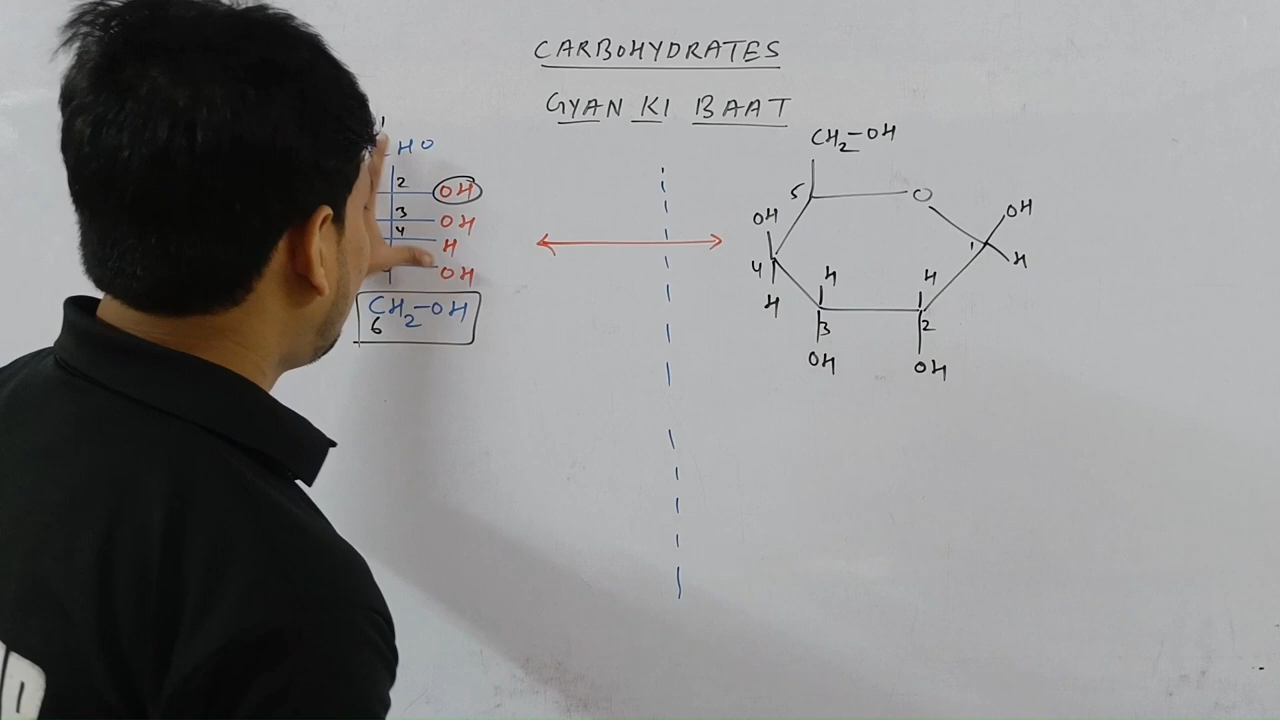 CARBOHYDRATES
GYAN KI BAAT
HO
2 OH
3 OH
4 H
OH
CH2-OH
6
CH2-OH
5 O
OH
OH
1
H
4
H H
H
3 2
OH OH